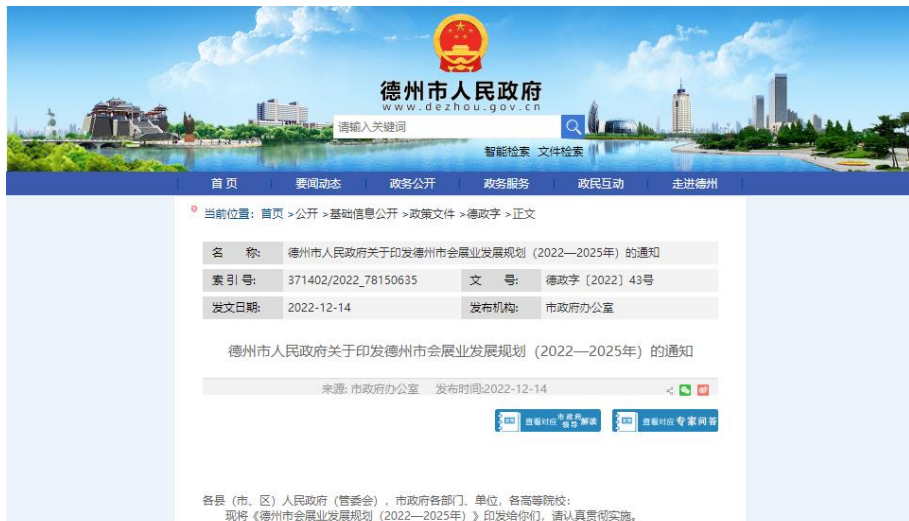 德州市人民政府
www.dezhou.gov.cn
请输入关键词
智能检索 文件检索
首页 要闻动态 政务公开 政务服务 政民互动 走进德州
当前位置：首页 >公开 >基础信息公开 >政策文件 >德政字 >正文
名 称: 德州市人民政府关于印发德州市会展业发展规划（2022—2025年）的通知
索引号: 371402/2022_78150635 文 号: 德政字〔2022〕43号
发文日期: 2022-12-14 发布机构: 市政府办公室
德州市人民政府关于印发德州市会展业发展规划（2022—2025年）的通知
来源: 市政府办公室 发布时间:2022-12-14
查看对应市政府领导解读 查看对应专家问答
各县（市、区）人民政府（管委会），市政府各部门、单位，各高等院校：
现将《德州市会展业发展规划（2022—2025年）》印发给你们，请认真贯彻实施。